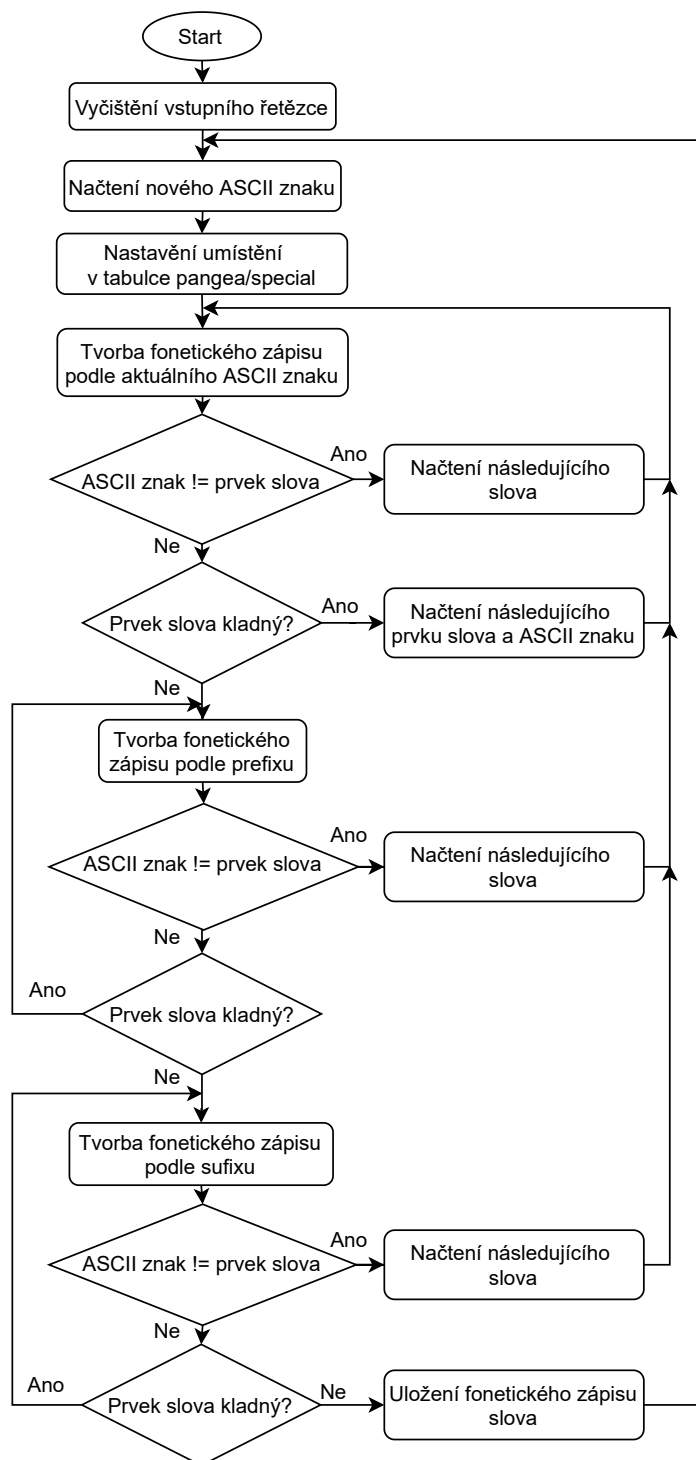 Start
Vyčištění vstupního řetězce
Načtení nového ASCII znaku
Nastavění umístění
v tabulce pangea/special
Tvorba fonetického zápisu
podle aktuálního ASCII znaku
ASCII znak != prvek slova
Ano
Načtení následujícího
slova
Ne
Prvek slova kladný?
Ano
Načtení následujícího
prvku slova a ASCII znaku
Ne
Tvorba fonetického
zápisu podle prefixu
ASCII znak != prvek slova
Ano
Načtení následujícího
slova
Ne
Ano
Prvek slova kladný?
Ne
Tvorba fonetického zápisu
podle sufixu
ASCII znak != prvek slova
Ano
Načtení následujícího
slova
Ne
Ano
Prvek slova kladný?
Ne
Uložení fonetického zápisu
slova